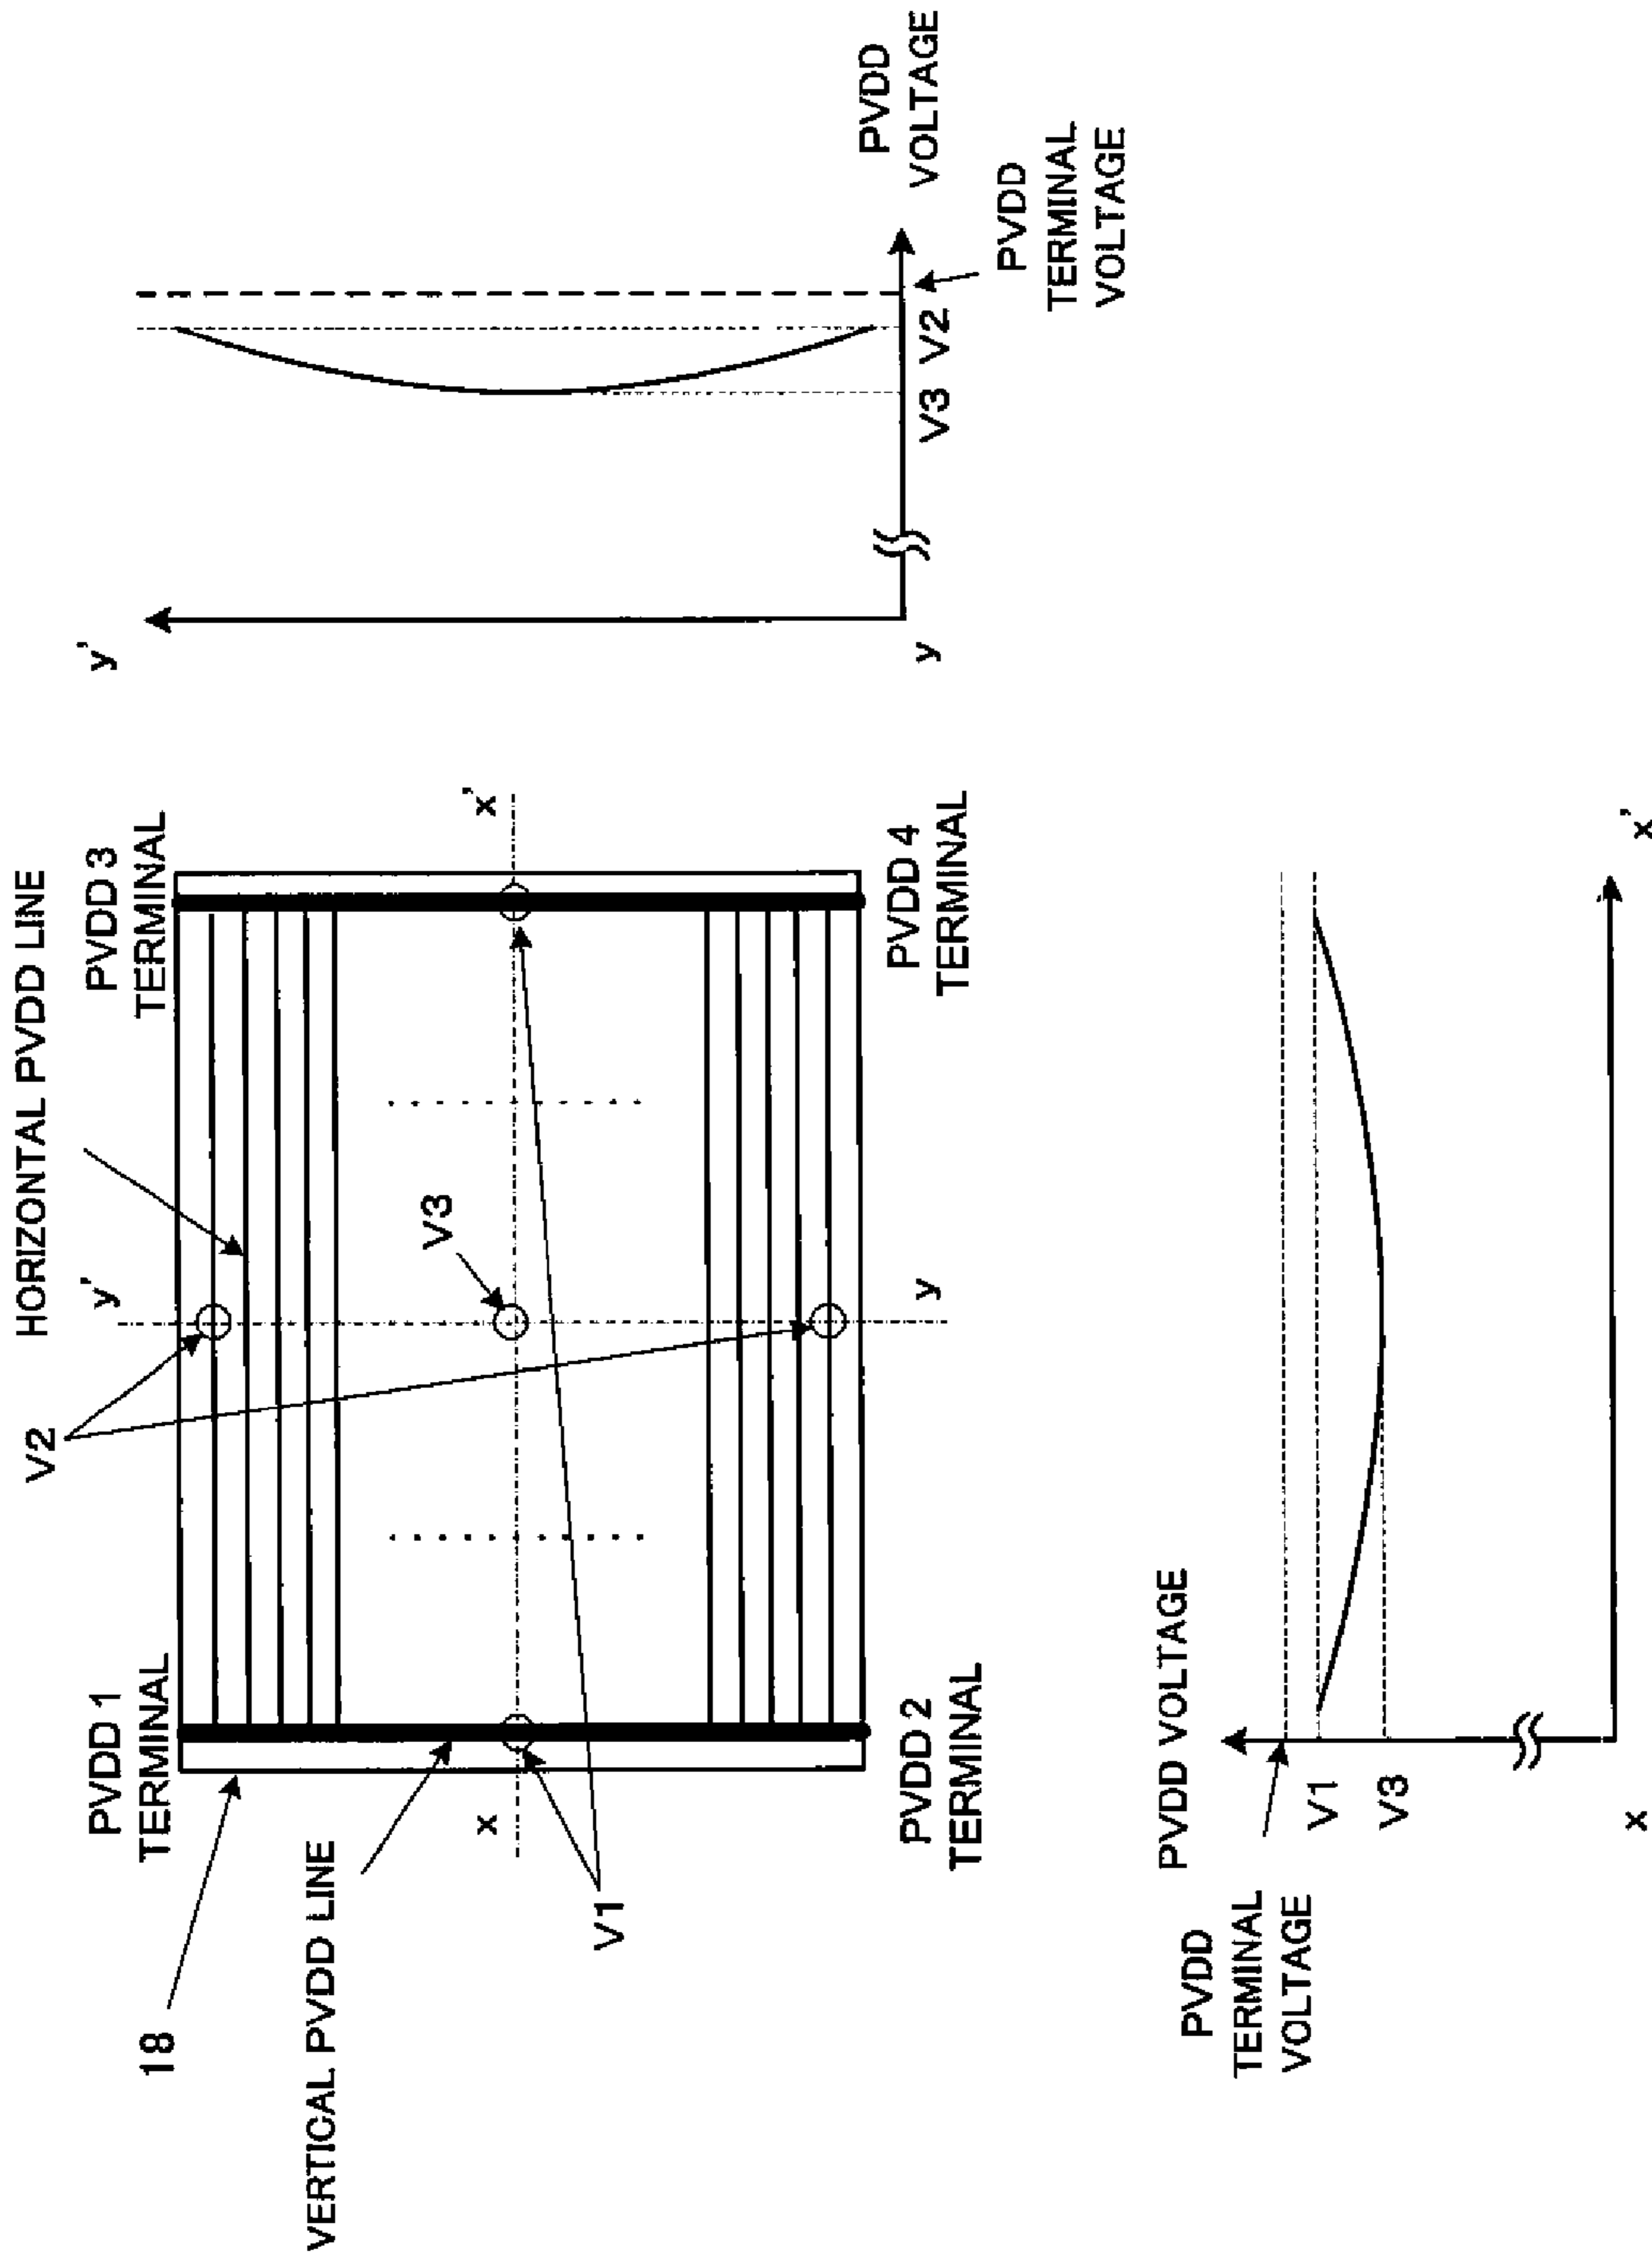 HORIZONTAL PVDD LINE
V2
y'
PVDD 1
TERMINAL
PVDD 3
TERMINAL
18
V3
x
x'
VERTICAL PVDD LINE
V1
y
PVDD 2
TERMINAL
PVDD 4
TERMINAL
y'
y
V3 V2
PVDD
VOLTAGE
PVDD
TERMINAL
VOLTAGE
PVDD VOLTAGE
PVDD
TERMINAL
VOLTAGE
V1
V3
x
x'